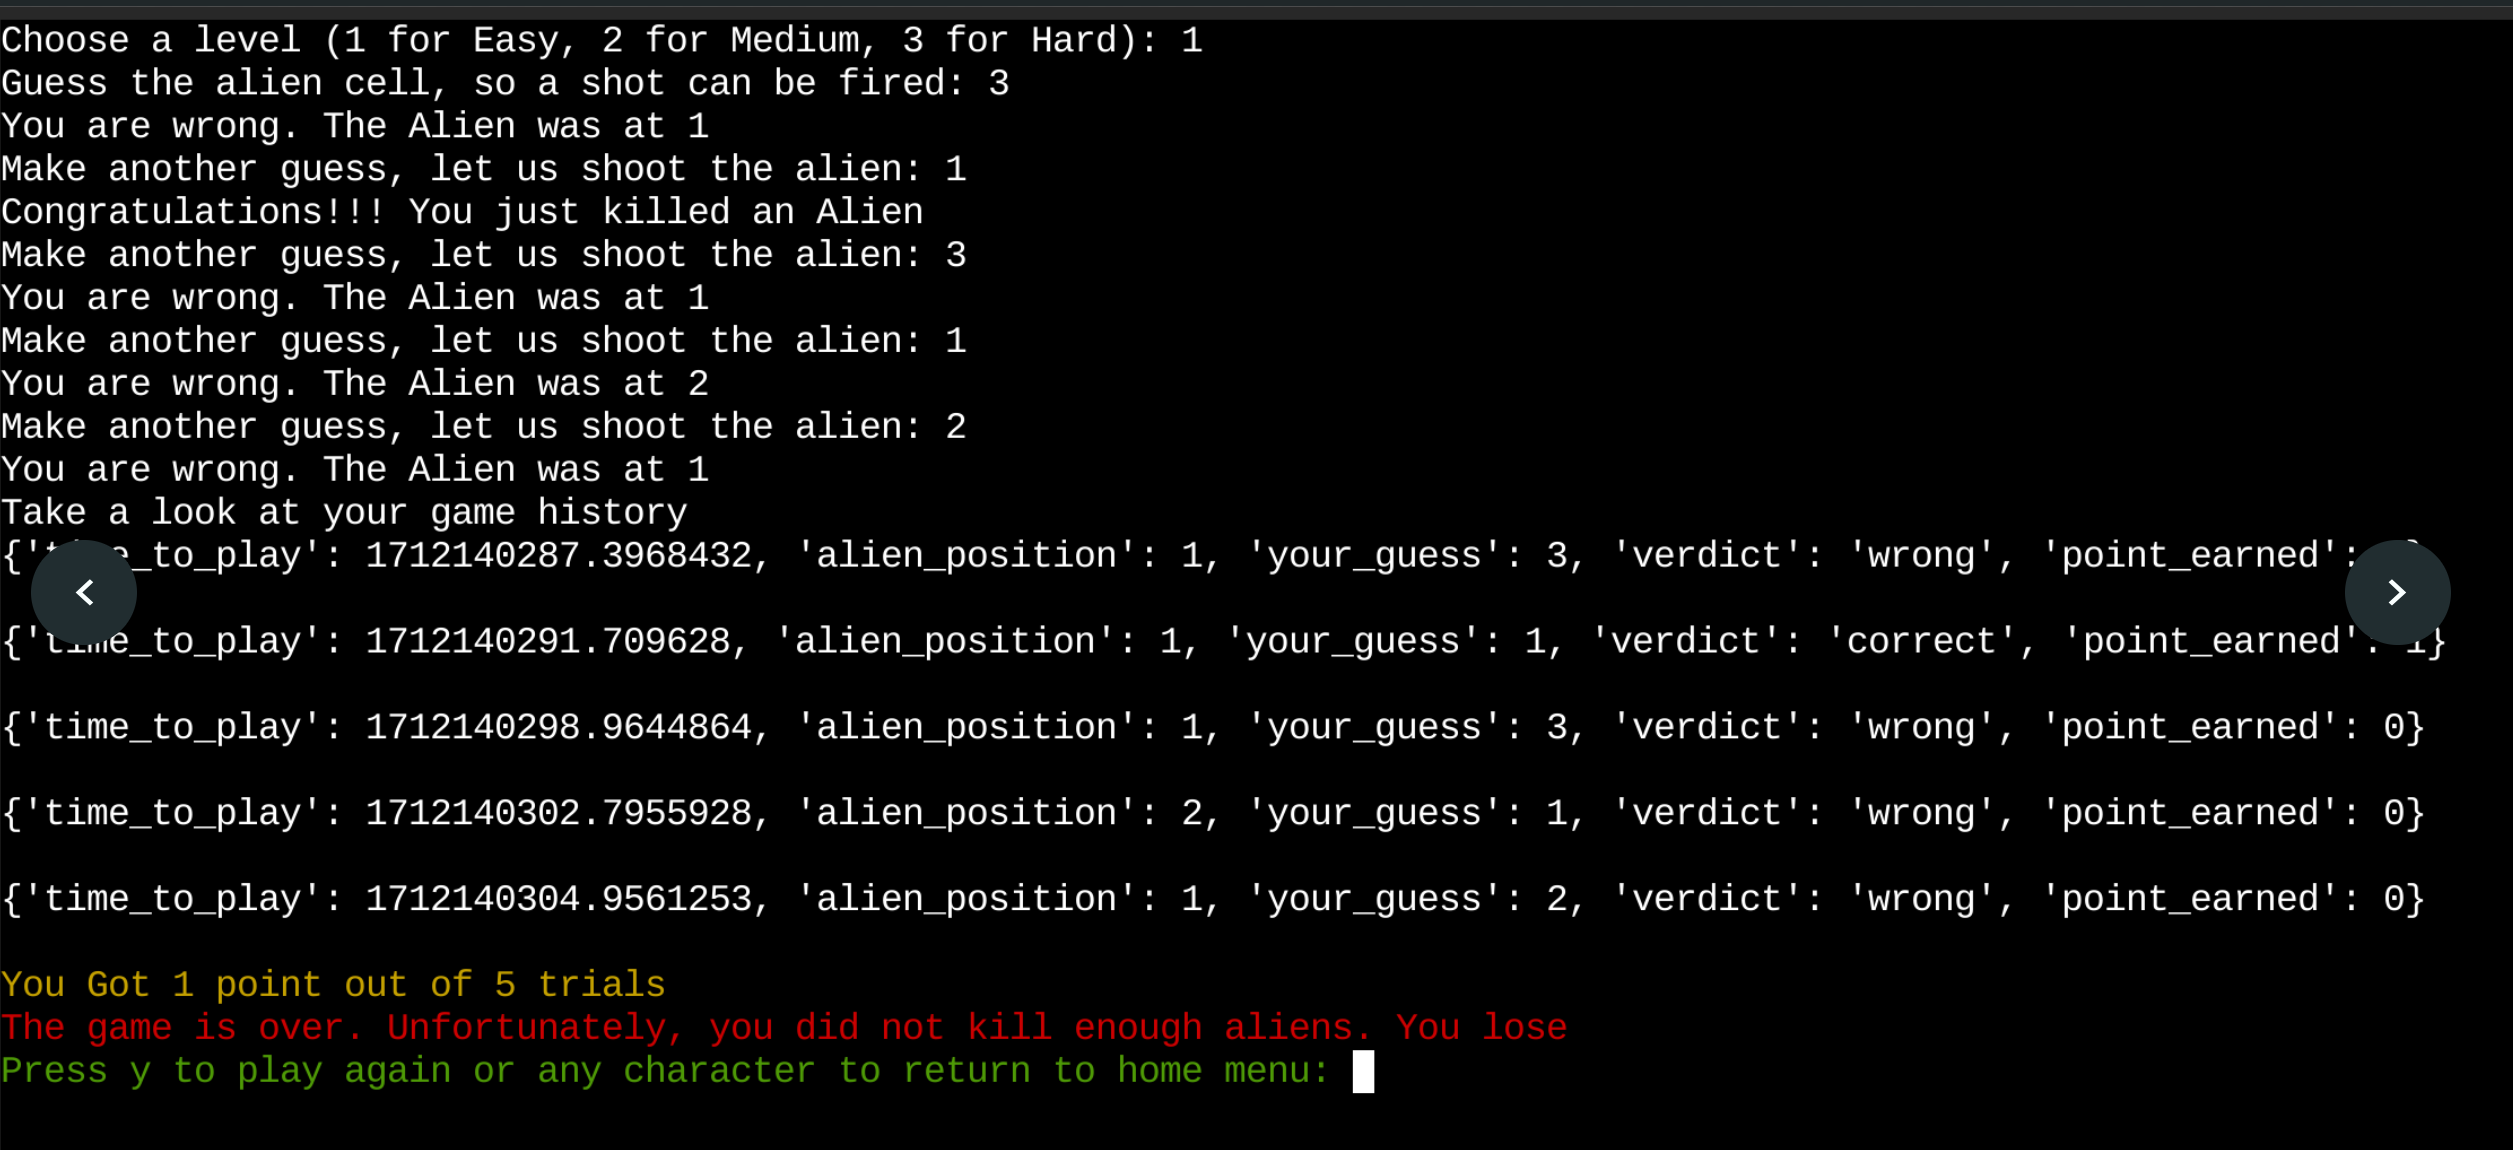 Choose a level (1 for Easy, 2 for Medium, 3 for Hard): 1
Guess the alien cell, so a shot can be fired: 3
You are wrong. The Alien was at 1
Make another guess, let us shoot the alien: 1
Congratulations!!! You just killed an Alien
Make another guess, let us shoot the alien: 3
You are wrong. The Alien was at 1
Make another guess, let us shoot the alien: 1
You are wrong. The Alien was at 2
Make another guess, let us shoot the alien: 2
You are wrong. The Alien was at 1
Take a look at your game history
{'time_to_play': 1712140287.3968432, 'alien_position': 1, 'your_guess': 3, 'verdict': 'wrong', 'point_earned':
{'time_to_play': 1712140291.709628, 'alien_position': 1, 'your_guess': 1, 'verdict': 'correct', 'point_earned': 1}
{'time_to_play': 1712140298.9644864, 'alien_position': 1, 'your_guess': 3, 'verdict': 'wrong', 'point_earned': 0}
{'time_to_play': 1712140302.7955928, 'alien_position': 2, 'your_guess': 1, 'verdict': 'wrong', 'point_earned': 0}
{'time_to_play': 1712140304.9561253, 'alien_position': 1, 'your_guess': 2, 'verdict': 'wrong', 'point_earned': 0}
You Got 1 point out of 5 trials
The game is over. Unfortunately, you did not kill enough aliens. You lose
Press y to play again or any character to return to home menu: